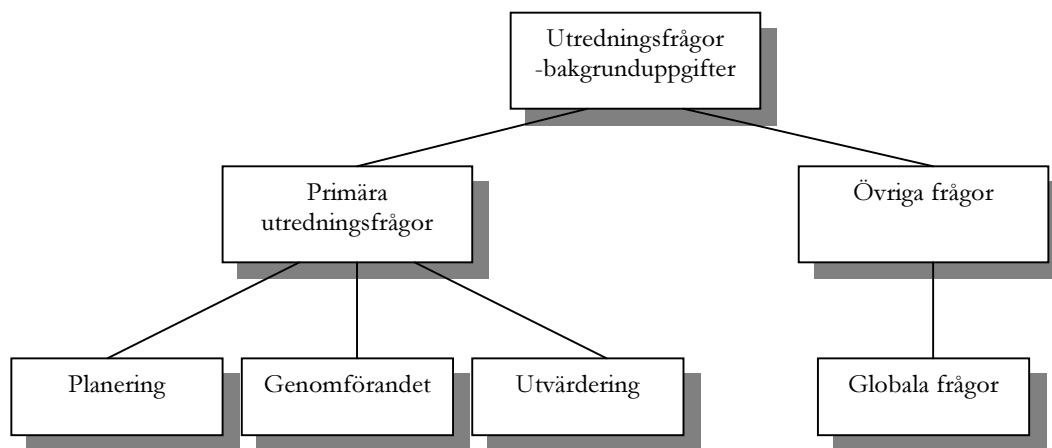 Utredningsfrågor
-bakgrunduppgifter
Primära
utredningsfrågor
Övriga frågor
Planering
Genomförandet
Utvärdering
Globala frågor